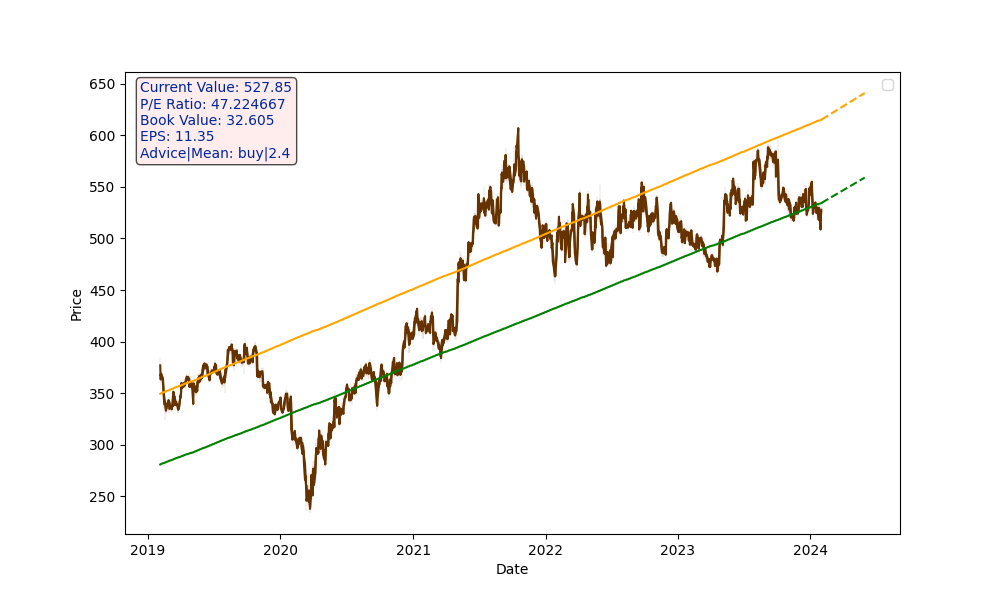 Current Value: 527.85
P/E Ratio: 47.224667
Book Value: 32.605
EPS: 11.35
Advice|Mean: buy|2.4
650
600
550
500
450
400
350
300
250
Price
2019 2020 2021 2022 2023 2024
Date